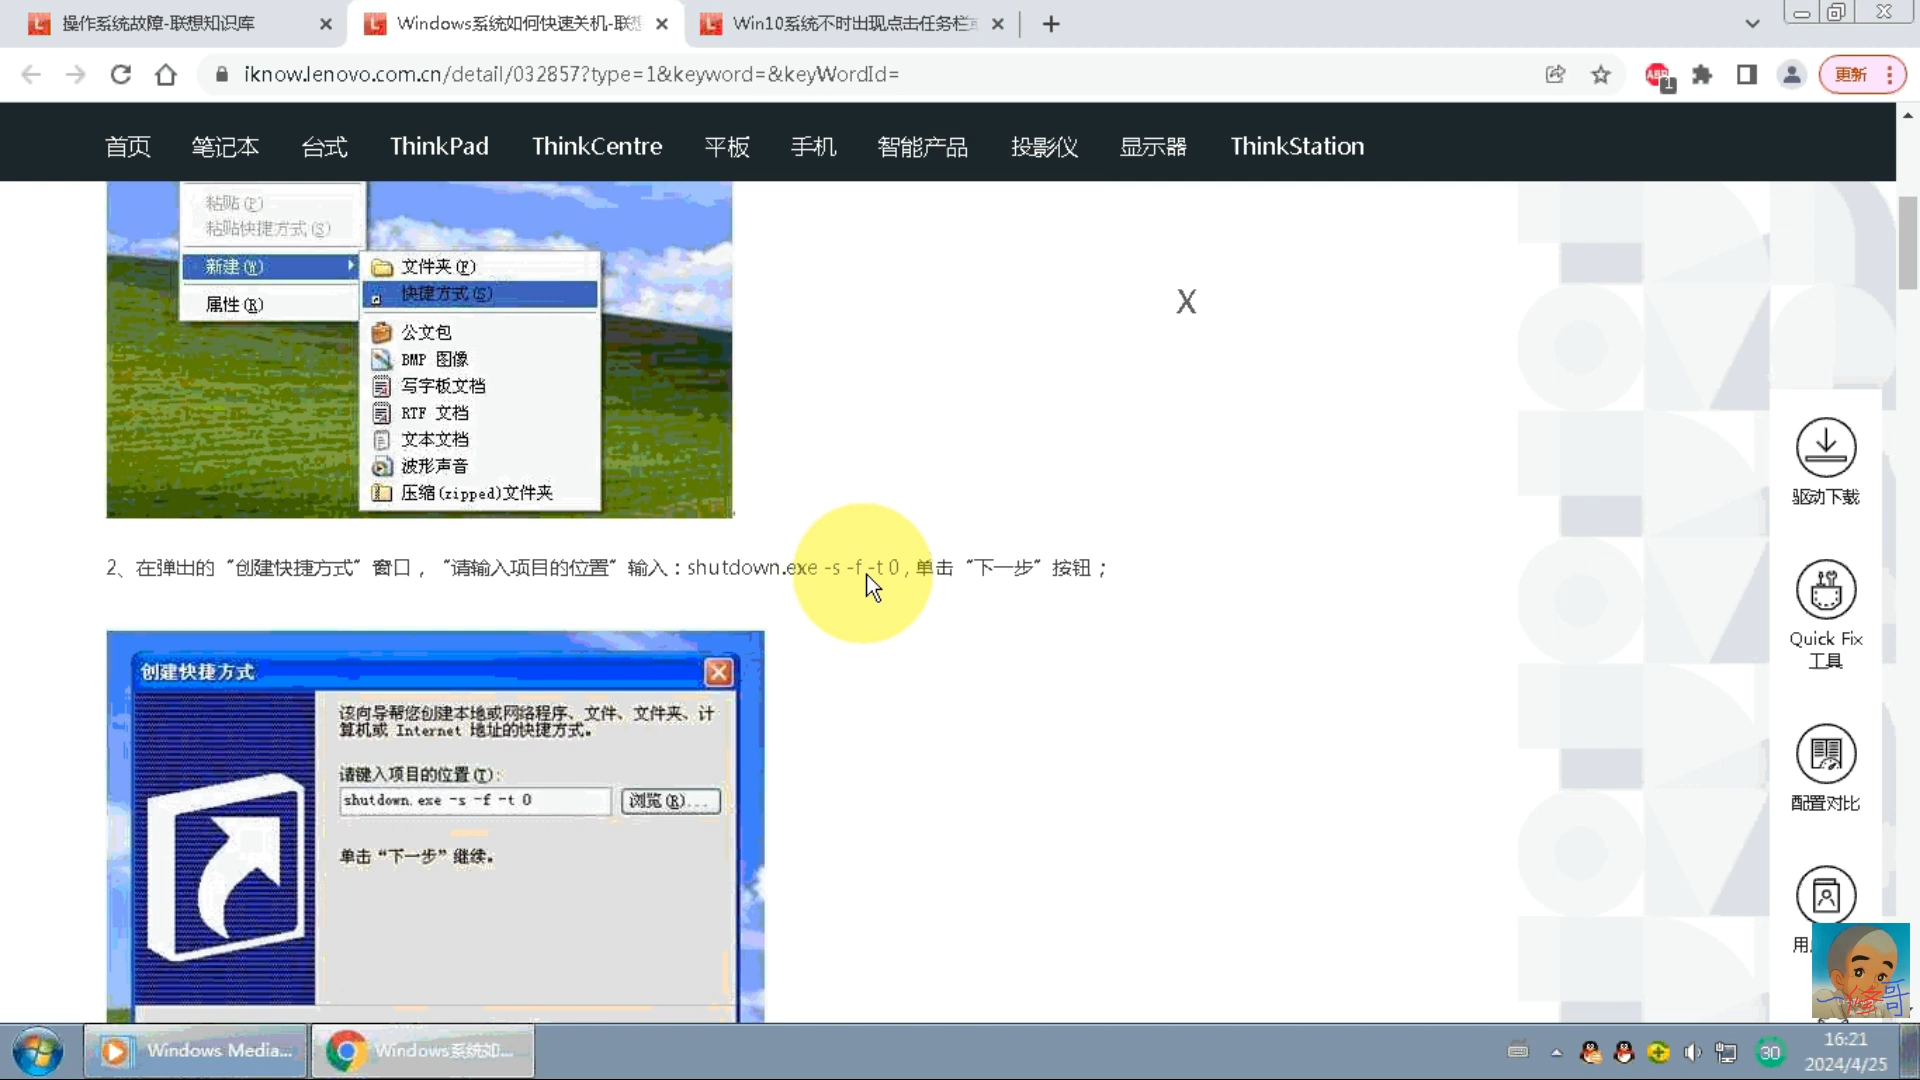 操作系统故障-联想知识库
Windows系统如何快速关机-联想
Win10系统不时出现点击任务栏
iknow.lenovo.com.cn/detail/032857?type=1&keyword=&keyWordId=
ABP
1
更新
首页 笔记本 台式 ThinkPad ThinkCentre 平板 手机 智能产品 投影仪 显示器 ThinkStation
粘贴(P)
粘贴快捷方式(S)
新建(W)
属性(R)
文件夹(F)
快捷方式(S)
公文包
BMP 图像
写字板文档
RTF 文档
文本文档
波形声音
压缩(zipped)文件夹
X
2、在弹出的“创建快捷方式”窗口，“请输入项目的位置”输入：shutdown.exe -s -f -t 0，单击“下一步”按钮；
创建快捷方式
该向导帮您创建本地或网络程序、文件、文件夹、计
算机或 Internet 地址的快捷方式。
请键入项目的位置(T):
shutdown.exe -s -f -t 0
浏览(R)...
单击“下一步”继续。
驱动下载
Quick Fix
工具
配置对比
用
一修哥
Windows Media...
Windows系统如...
30
16:21
2024/4/25